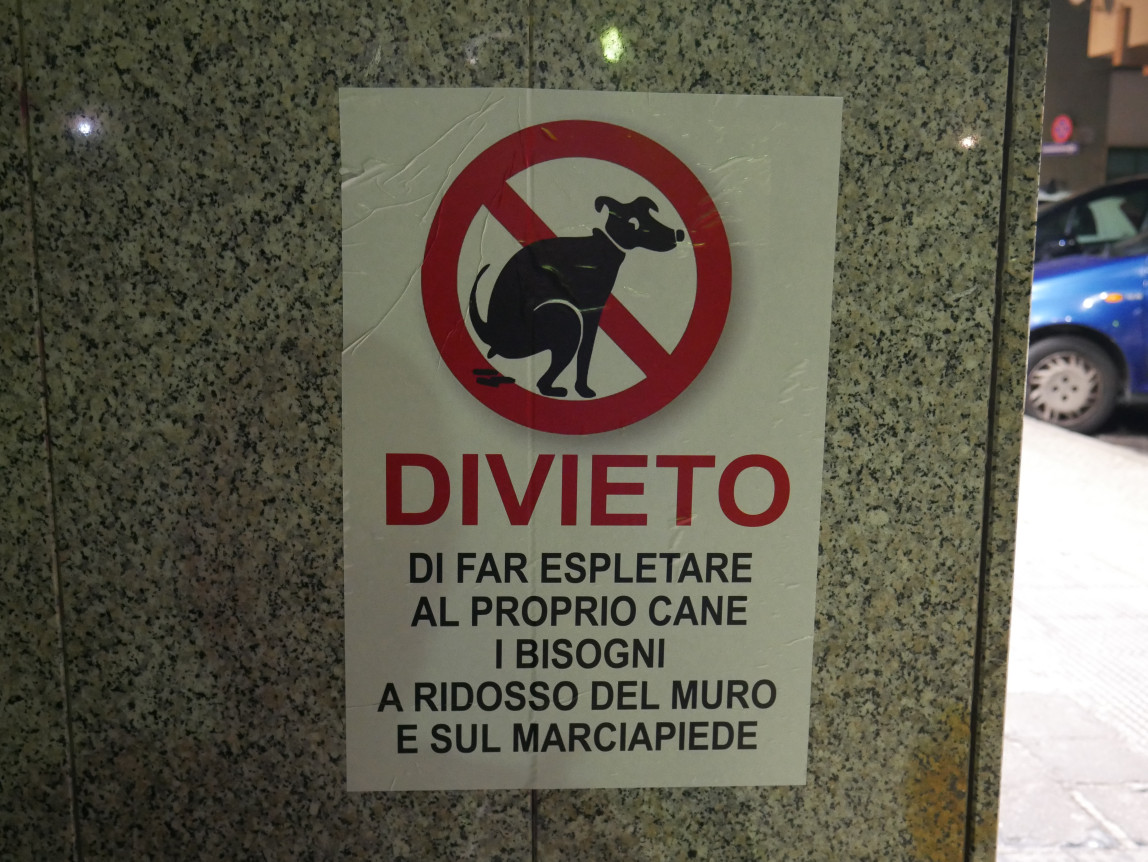 DIVIETO
DI FAR ESPLETARE
AL PROPRIO CANE
I BISOGNI
A RIDOSSO DEL MURO
E SUL MARCIAPIEDE